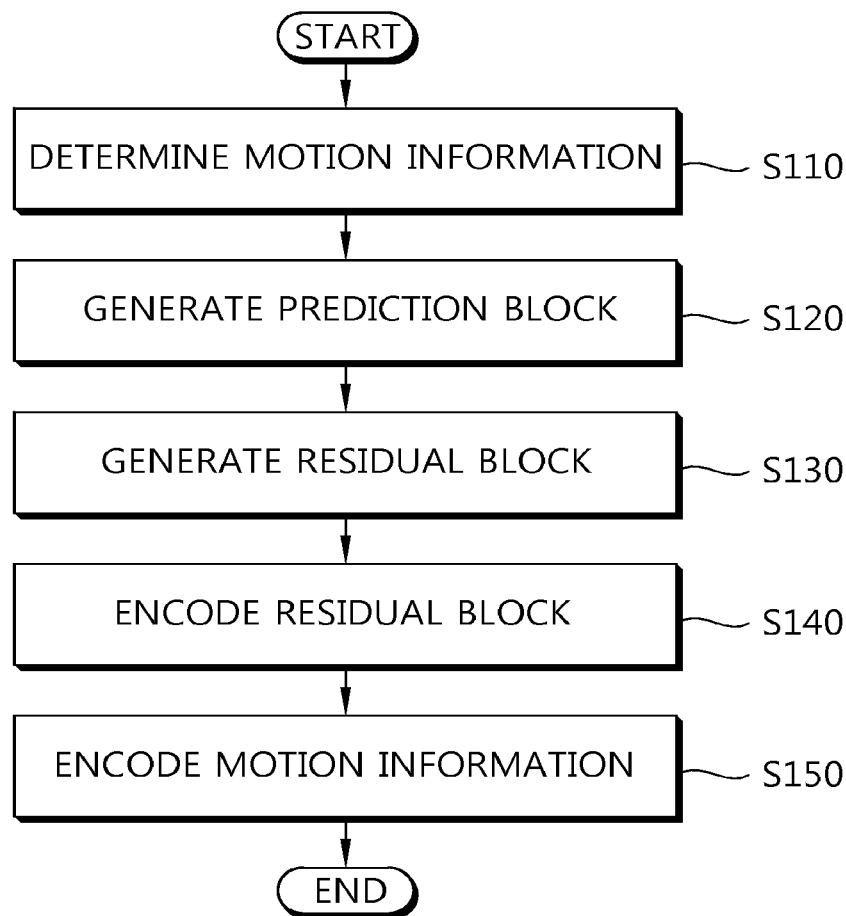 START
DETERMINE MOTION INFORMATION
S110
GENERATE PREDICTION BLOCK
S120
GENERATE RESIDUAL BLOCK
S130
ENCODE RESIDUAL BLOCK
S140
ENCODE MOTION INFORMATION
S150
END